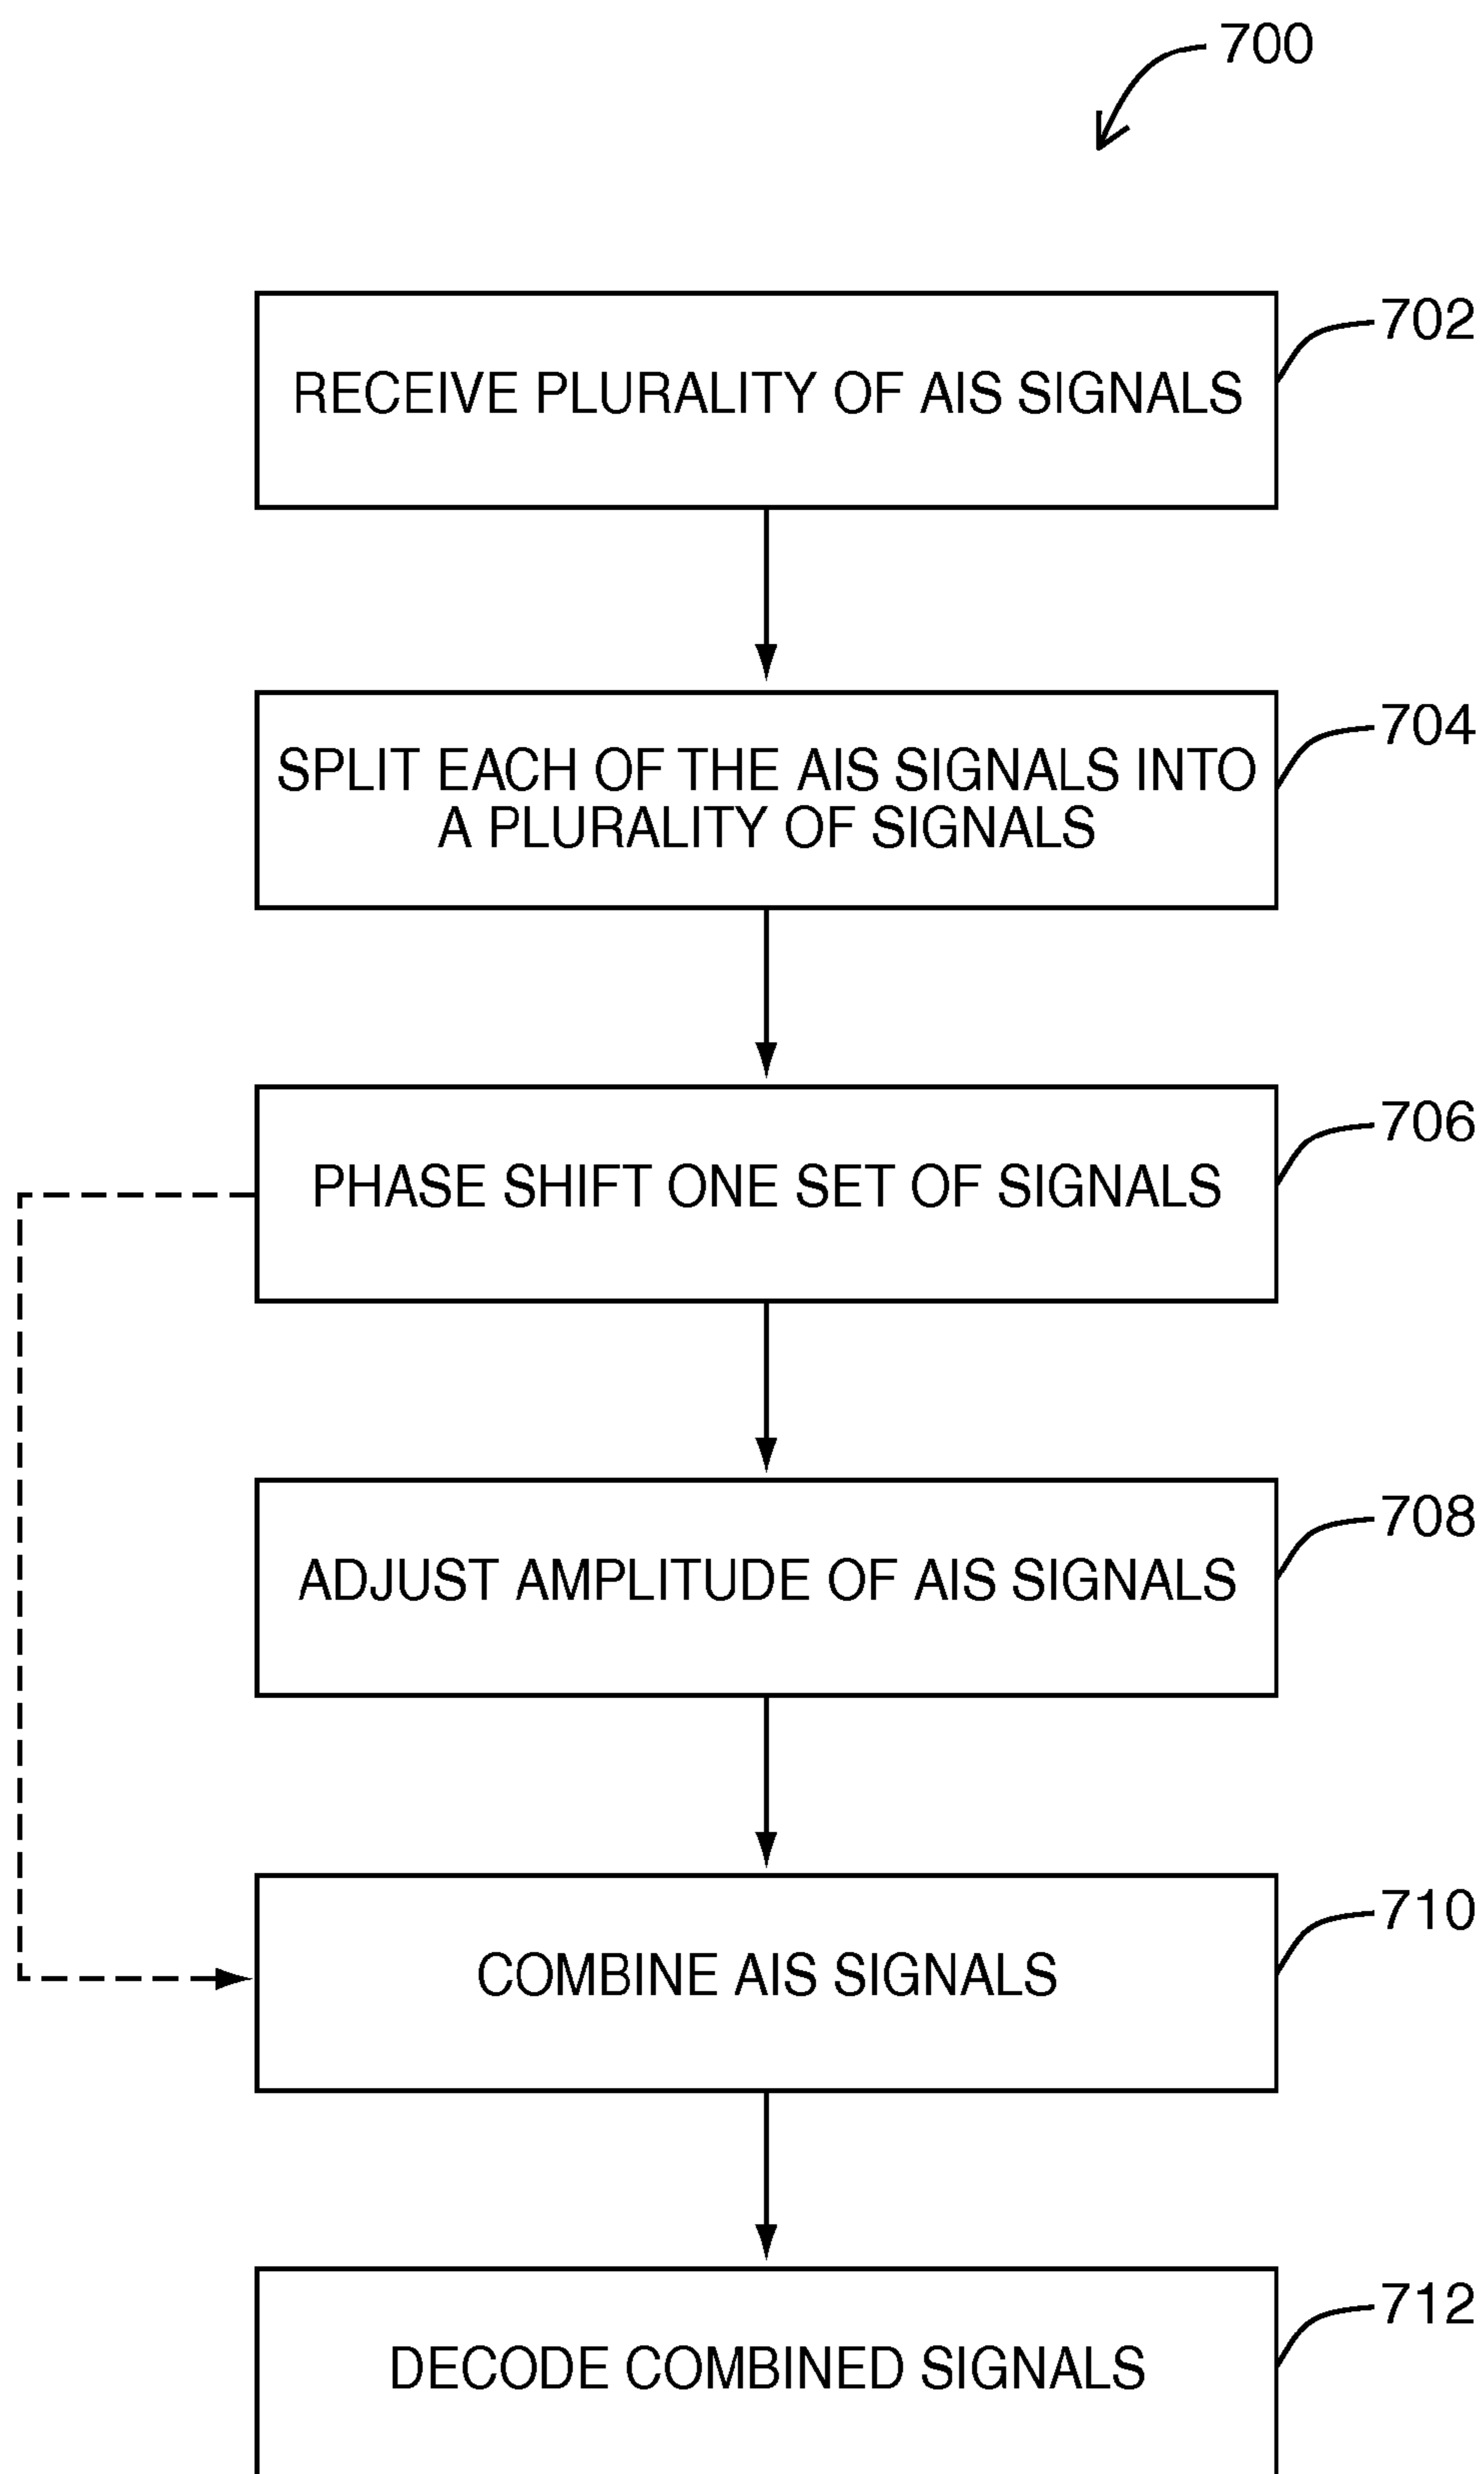 700
RECEIVE PLURALITY OF AIS SIGNALS
702
SPLIT EACH OF THE AIS SIGNALS INTO
A PLURALITY OF SIGNALS
704
PHASE SHIFT ONE SET OF SIGNALS
706
ADJUST AMPLITUDE OF AIS SIGNALS
708
COMBINE AIS SIGNALS
710
DECODE COMBINED SIGNALS
712